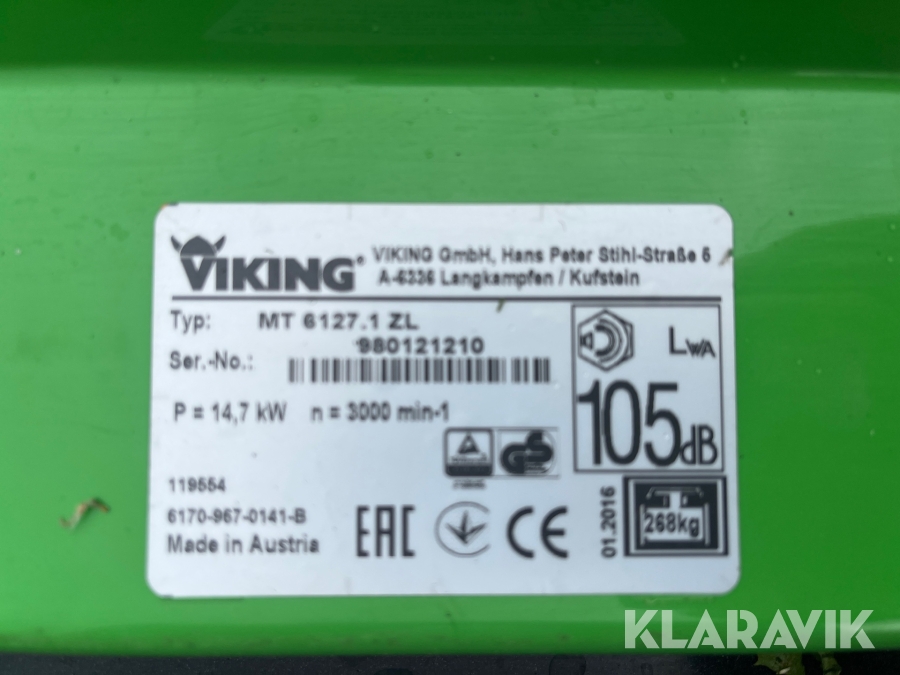 VIKING®
VIKING GmbH, Hans Peter Stihl-Straße 5
A-6336 Langkampfen / Kufstein
Typ: MT 6127.1 ZL
Ser.-No.: 980121210
P = 14,7 kW n = 3000 min-1
LWA
105dB
119554
6170-967-0141-B
Made in Austria
EAC
CE
01.2016
268kg
KLARAVIK